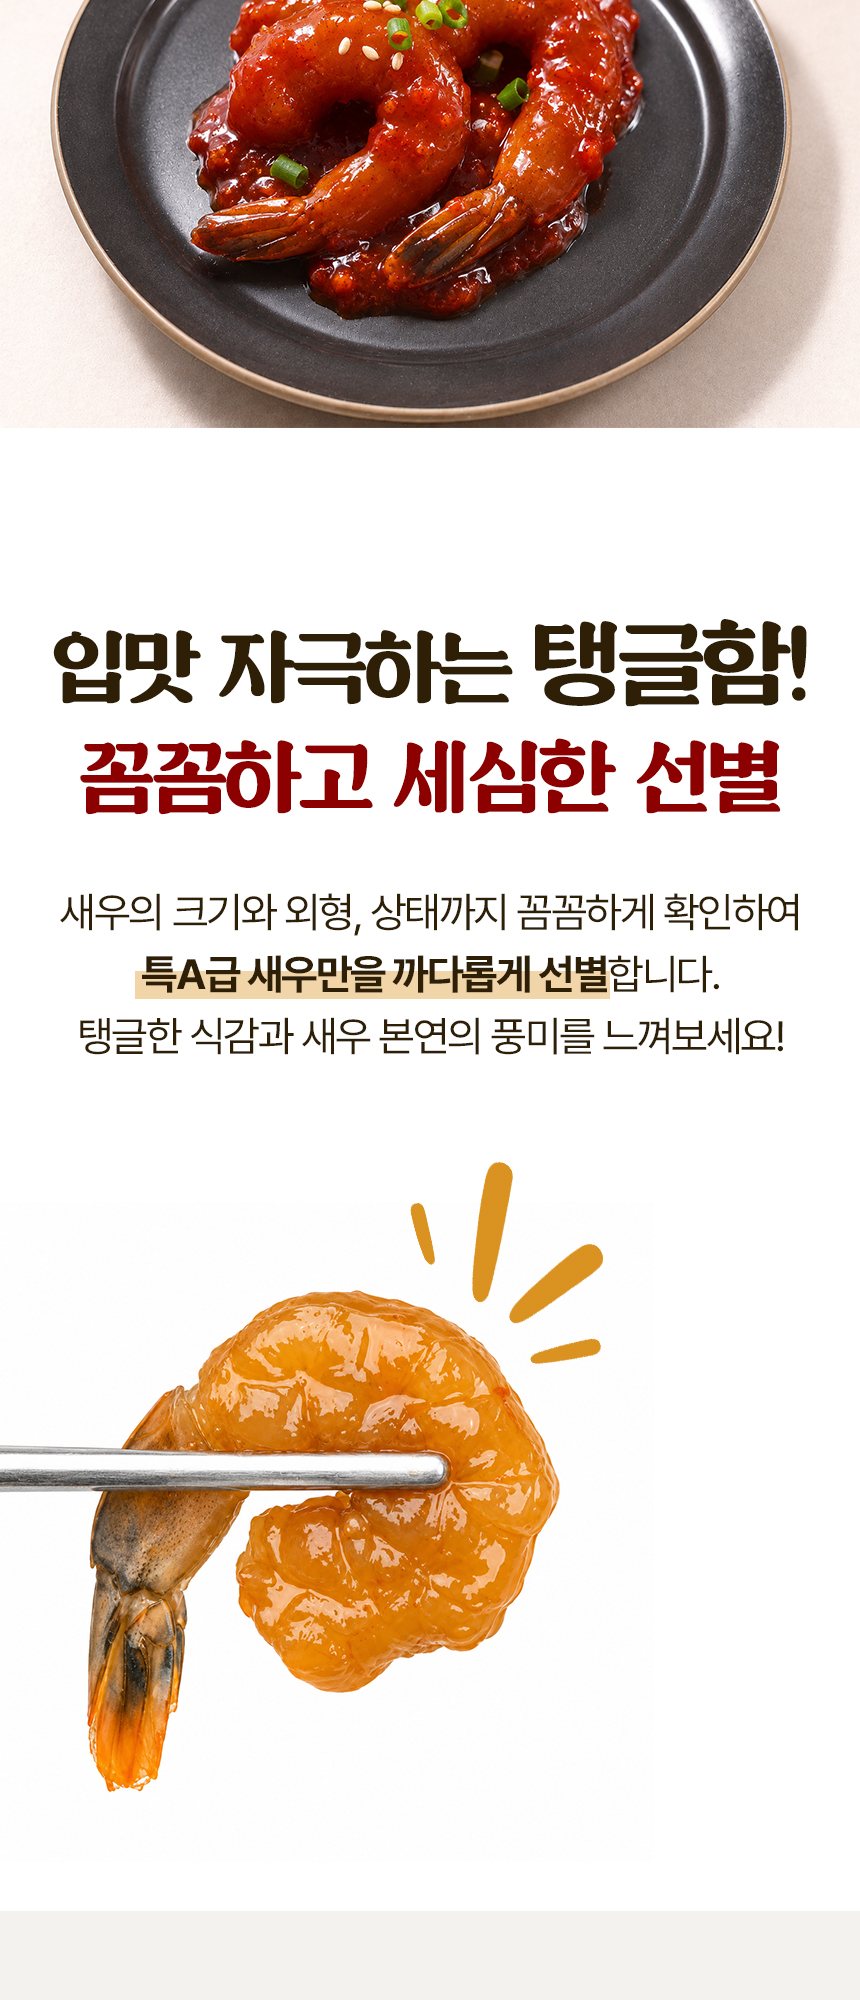 입맛 자극하는 탱글함!
꼼꼼하고 세심한 선별
새우의 크기와 외형, 상태까지 꼼꼼하게 확인하여
특A급 새우만을 까다롭게 선별합니다.
탱글한 식감과 새우 본연의 풍미를 느껴보세요!